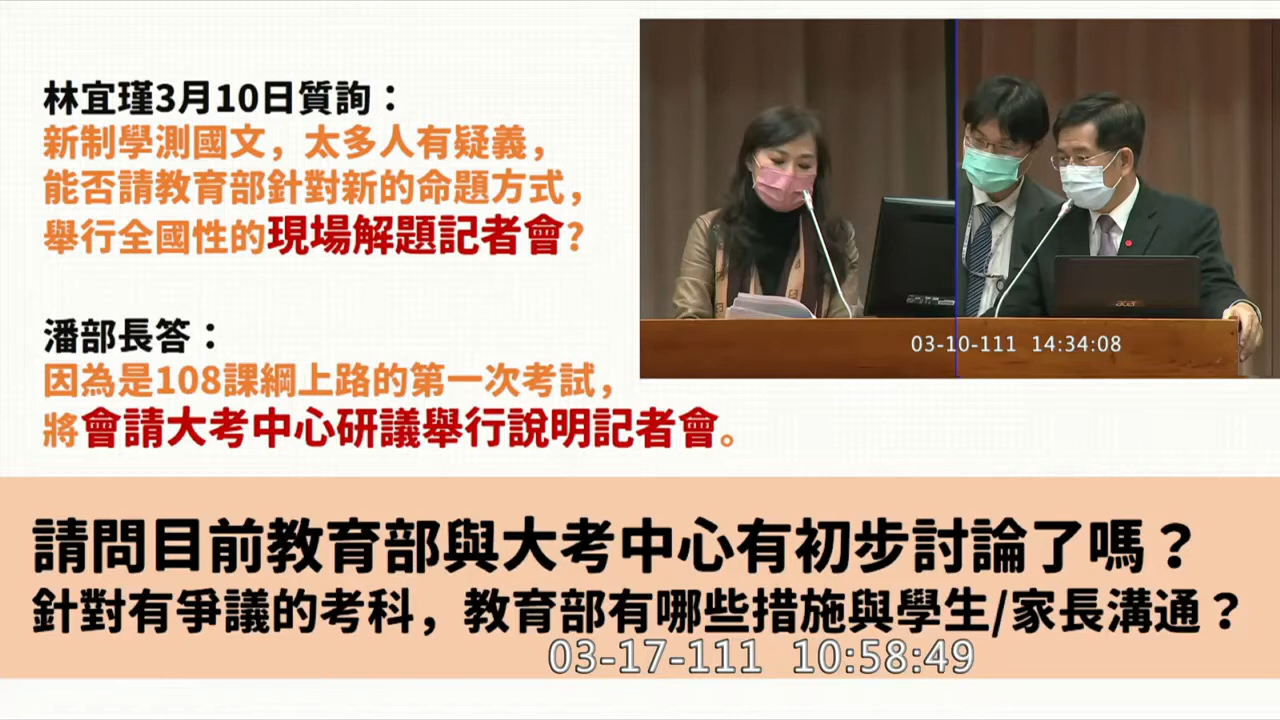 林宜瑾3月10日質詢：
新制學測國文，太多人有疑義，
能否請教育部針對新的命題方式，
舉行全國性的現場解題記者會?
潘部長答：
因為是108課綱上路的第一次考試，
將會請大考中心研議舉行說明記者會。
acer
03-10-111 14:34:08
請問目前教育部與大考中心有初步討論了嗎？
針對有爭議的考科，教育部有哪些措施與學生/家長溝通？
03-17-111 10:58:49